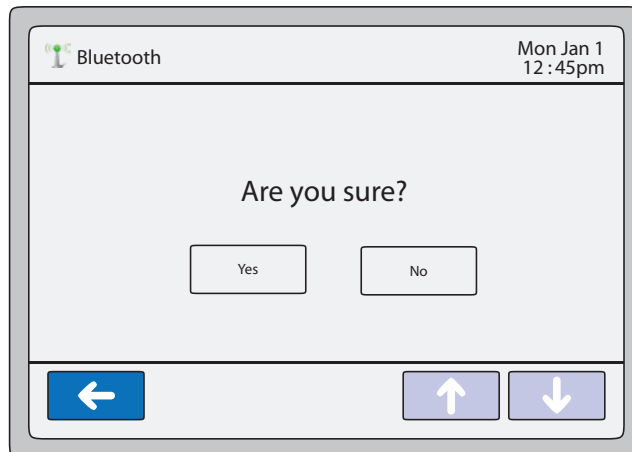 Bluetooth
Mon Jan 1
12:45pm
Are you sure?
Yes
No